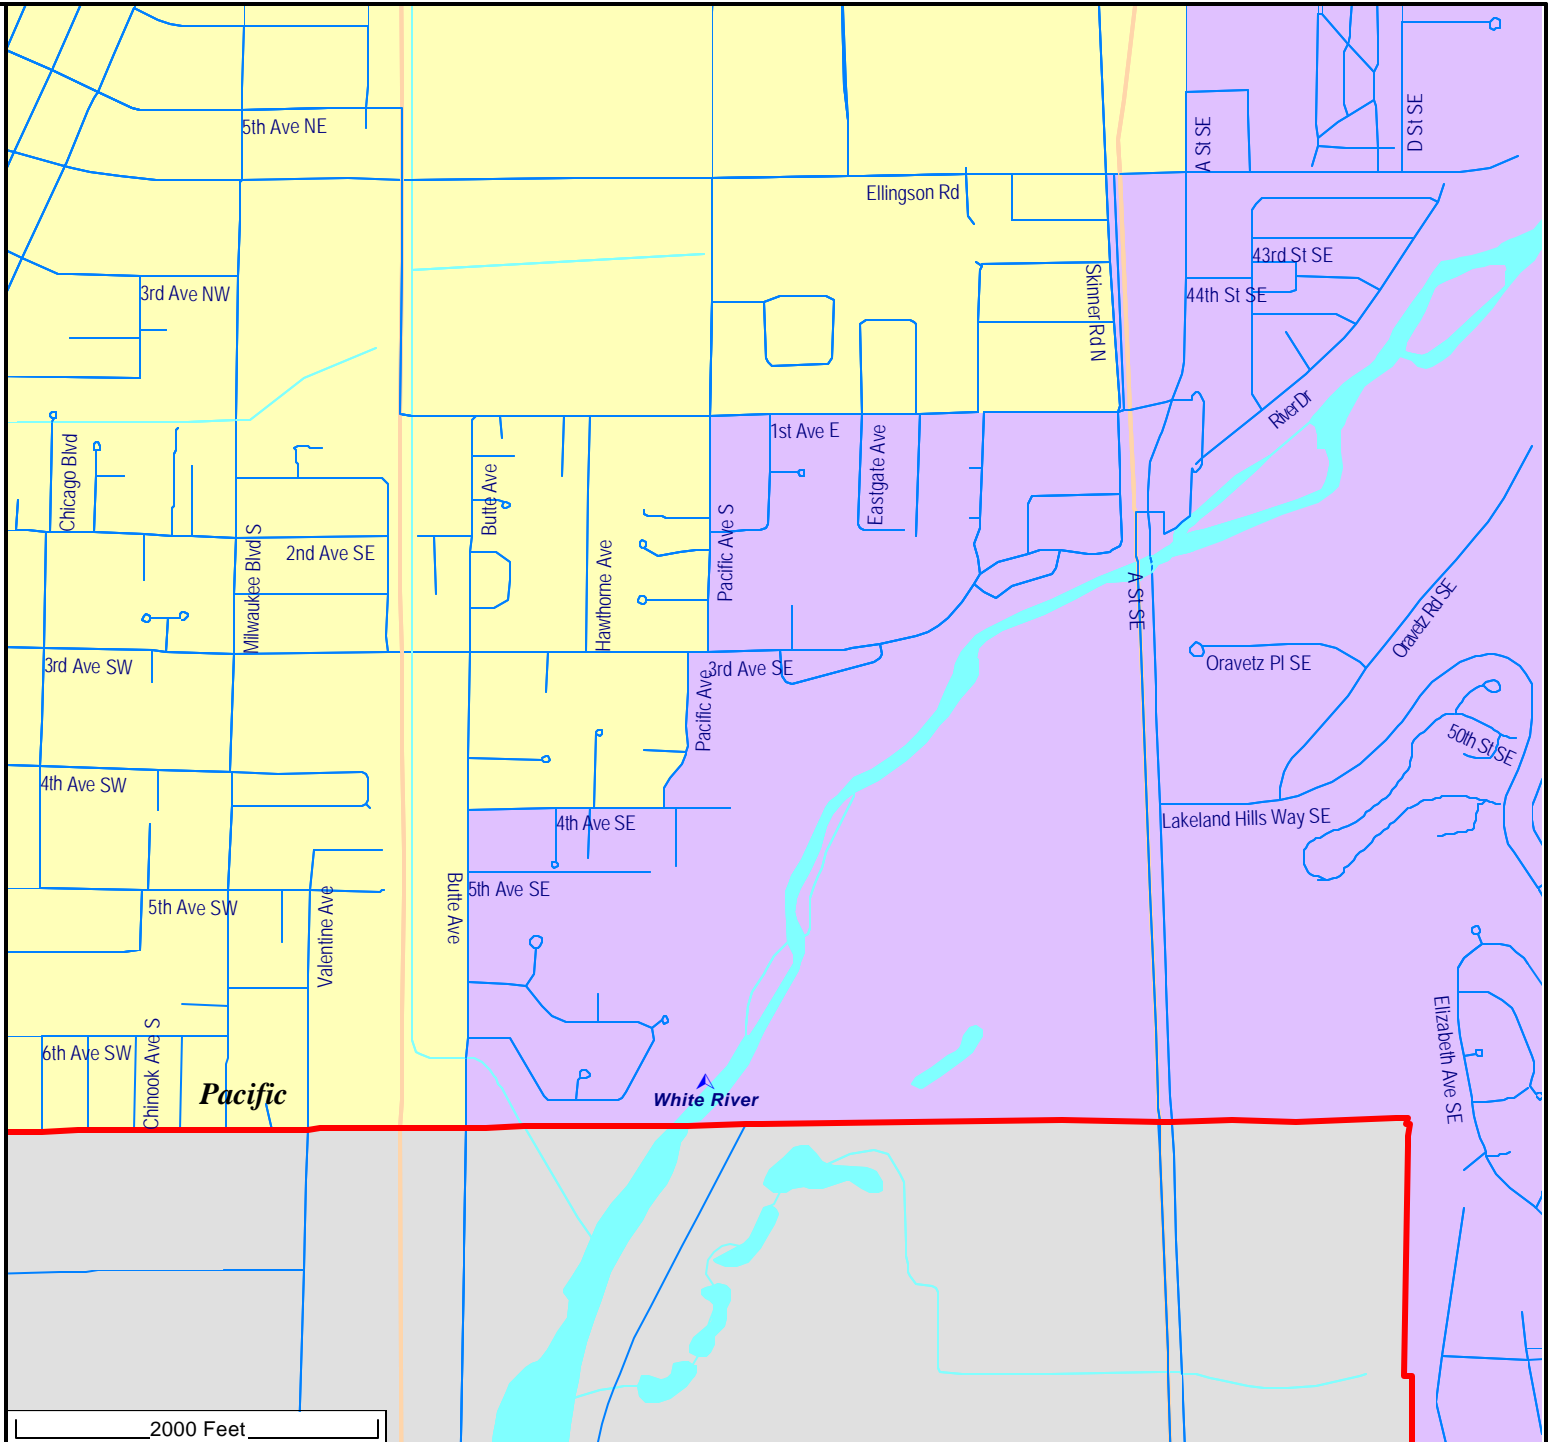 5th Ave NE
A St SE
D St SE
Ellingson Rd
43rd St SE
3rd Ave NW
44th St SE
Skinner Rd N
River Dr
Chicago Blvd
1st Ave E
Butte Ave
Eastgate Ave
Milwaukee Blvd S
2nd Ave SE
Hawthorne Ave
Pacific Ave S
A St SE
Oravetz Rd SE
3rd Ave SW
3rd Ave SE
Oravetz Pl SE
Pacific Ave
50th St SE
4th Ave SW
4th Ave SE
Lakeland Hills Way SE
5th Ave SW
Valentine Ave
Butte Ave
5th Ave SE
6th Ave SW
Chinook Ave S
Elizabeth Ave SE
Pacific
White River
2000 Feet